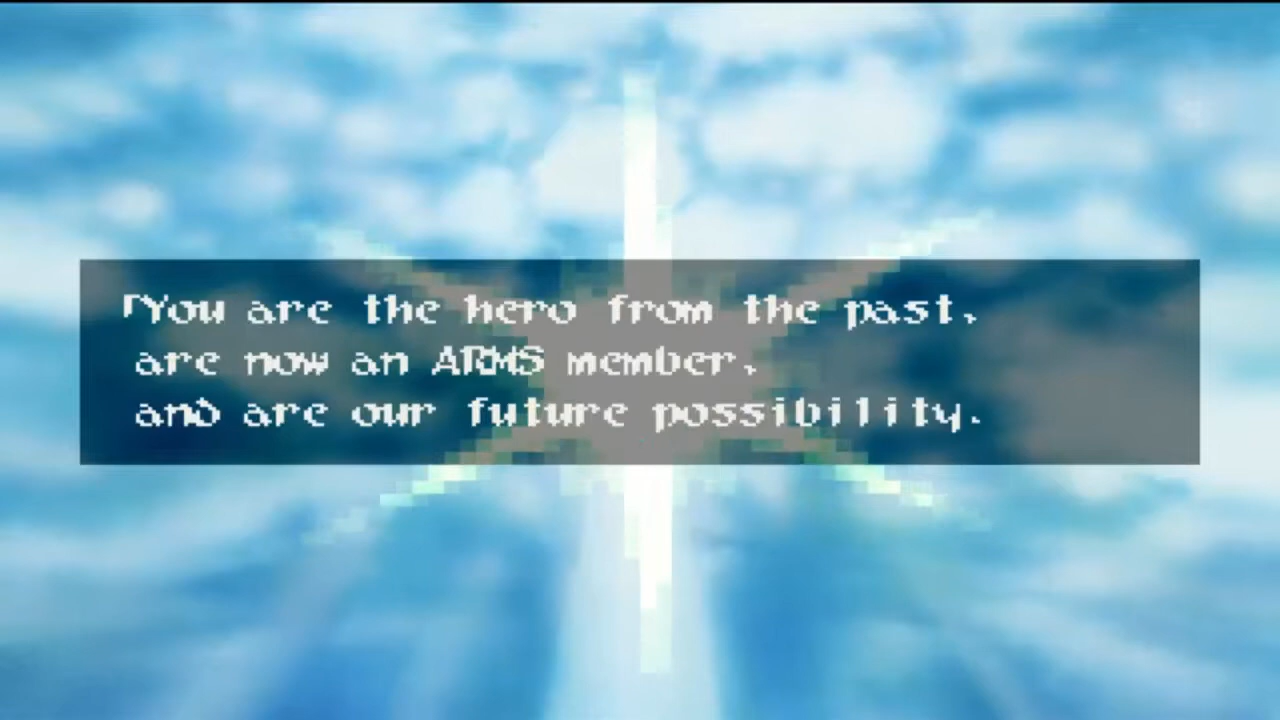 「You are the hero from the past,
are now an ARMS member,
and are our future possibility.